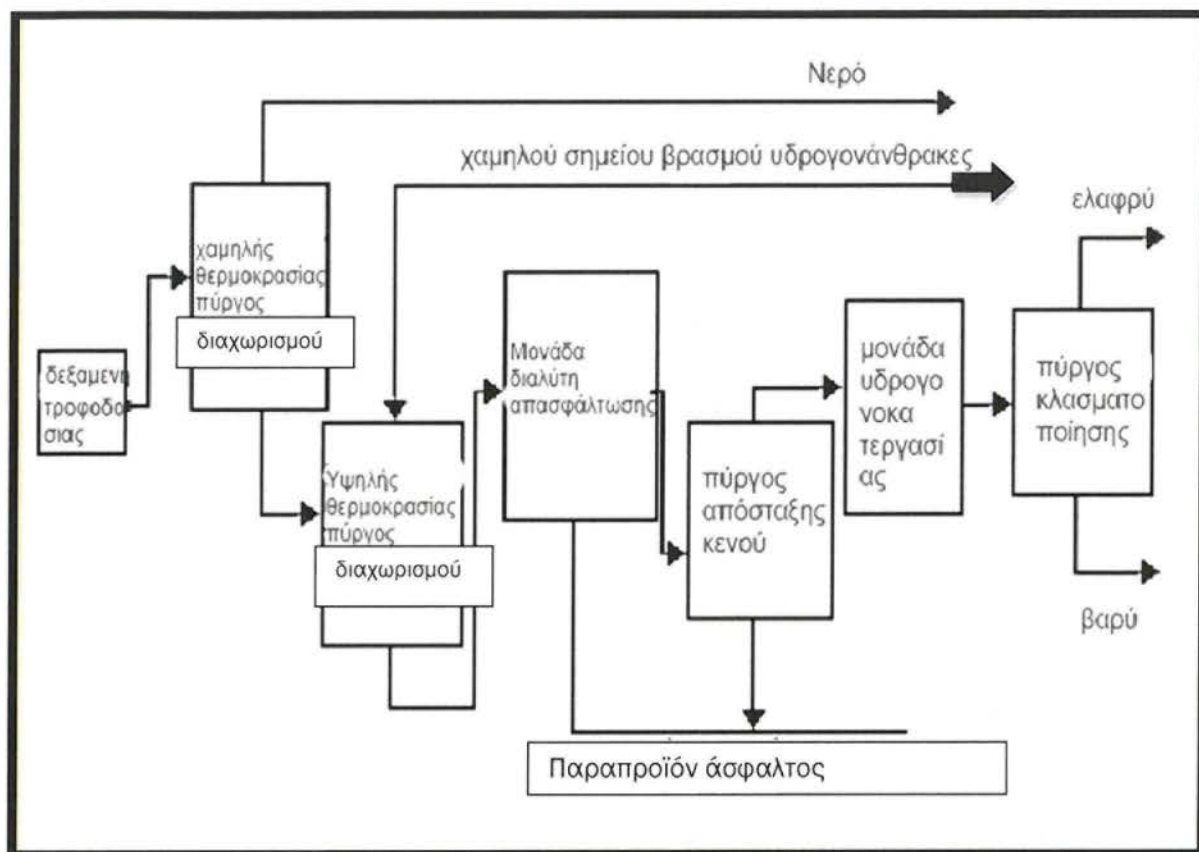 Νερό
χαμηλού σημείου βρασμού υδρογονάνθρακες
ελαφρύ
χαμηλής
θερμοκρασίας
πύργος
διαχωρισμού
δεξαμενη
τροφοδο
σιας
Υψηλής
θερμοκρασίας
πύργος
διαχωρισμού
Μονάδα
διαλύτη
απασφάλτωσης
πύργος
απόσταξης
κενού
μονάδα
υδρογο
νοκα
τεργασί
ας
πύργος
κλασματο
ποίησης
βαρύ
Παραπροϊόν άσφαλτος